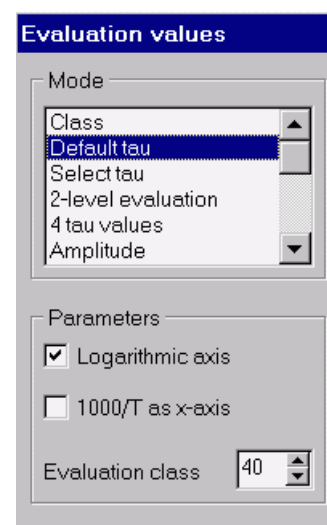 Evaluation values
Mode
Class
Default tau
Select tau
2-level evaluation
4 tau values
Amplitude
Parameters
Logarithmic axis
1000/T as x-axis
Evaluation class 40